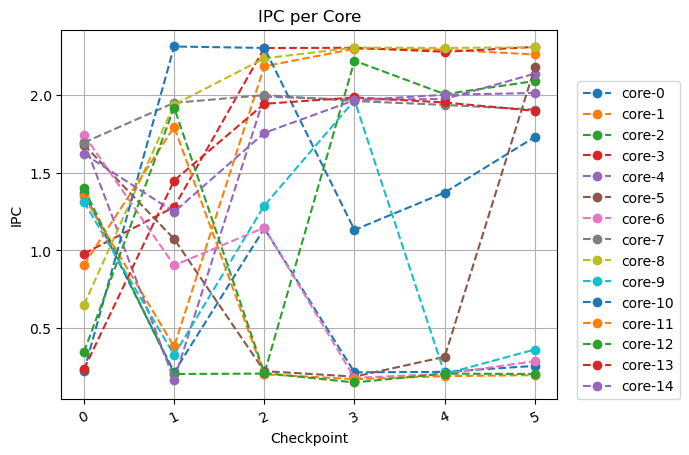 IPC per Core
IPC
2.0
1.5
1.0
0.5
0
1
2
3
4
5
Checkpoint
core-0
core-1
core-2
core-3
core-4
core-5
core-6
core-7
core-8
core-9
core-10
core-11
core-12
core-13
core-14